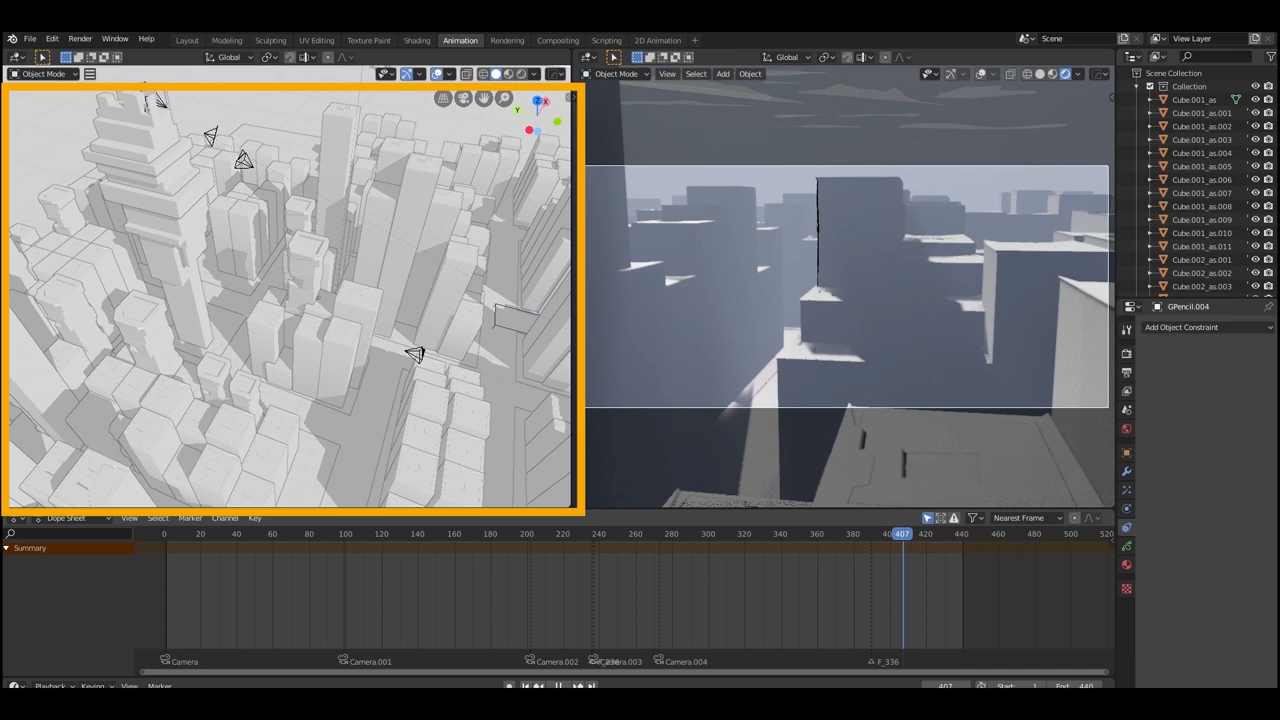 File Edit Render Window Help Layout Modeling Sculpting UV Editing Texture Paint Shading Animation Rendering Compositing Scripting 2D Animation + Scene View Layer
Global Global
Object Mode Object Mode View Select Add Object
Scene Collection
Collection
Cube.001_as
Cube.001_as.001
Cube.001_as.002
Cube.001_as.003
Cube.001_as.004
Cube.001_as.005
Cube.001_as.006
Cube.001_as.007
Cube.001_as.008
Cube.001_as.009
Cube.001_as.010
Cube.001_as.011
Cube.002_as.001
Cube.002_as.002
Cube.002_as.003
Z X
Y
GPencil.004
Add Object Constraint
Dope Sheet View Select Marker Channel Key Nearest Frame
0 20 40 60 80 100 120 140 160 180 200 220 240 260 280 300 320 340 360 380 40 407 420 440 460 480 500 520
Summary
Camera Camera.001 Camera.002 .003 Camera.004 F_336
Playback Keying View Marker 407 Start: 1 End: 440